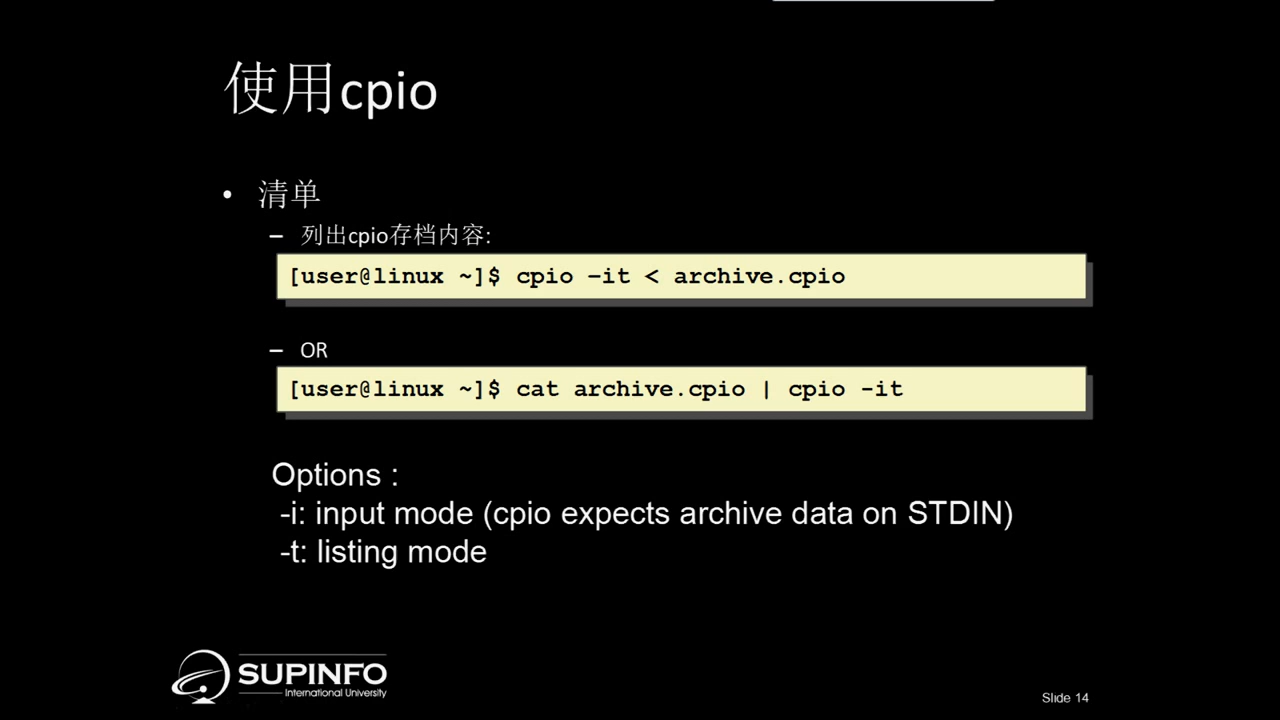 使用cpio
• 清单
– 列出cpio存档内容:
[user@linux ~]$ cpio –it < archive.cpio
– OR
[user@linux ~]$ cat archive.cpio | cpio -it
Options :
-i: input mode (cpio expects archive data on STDIN)
-t: listing mode
SUPINFO
International University
Slide 14